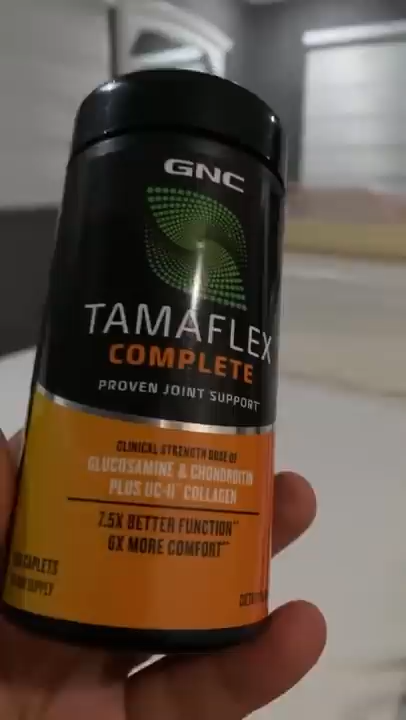 GNC
TAMAFLEX
COMPLETE
PROVEN JOINT SUPPORT
CLINICAL STRENGTH DOSE OF
GLUCOSAMINE & CHONDROITIN
PLUS UC-II COLLAGEN
7.5X BETTER FUNCTION**
6X MORE COMFORT**
CAPLETS
SUPPLY